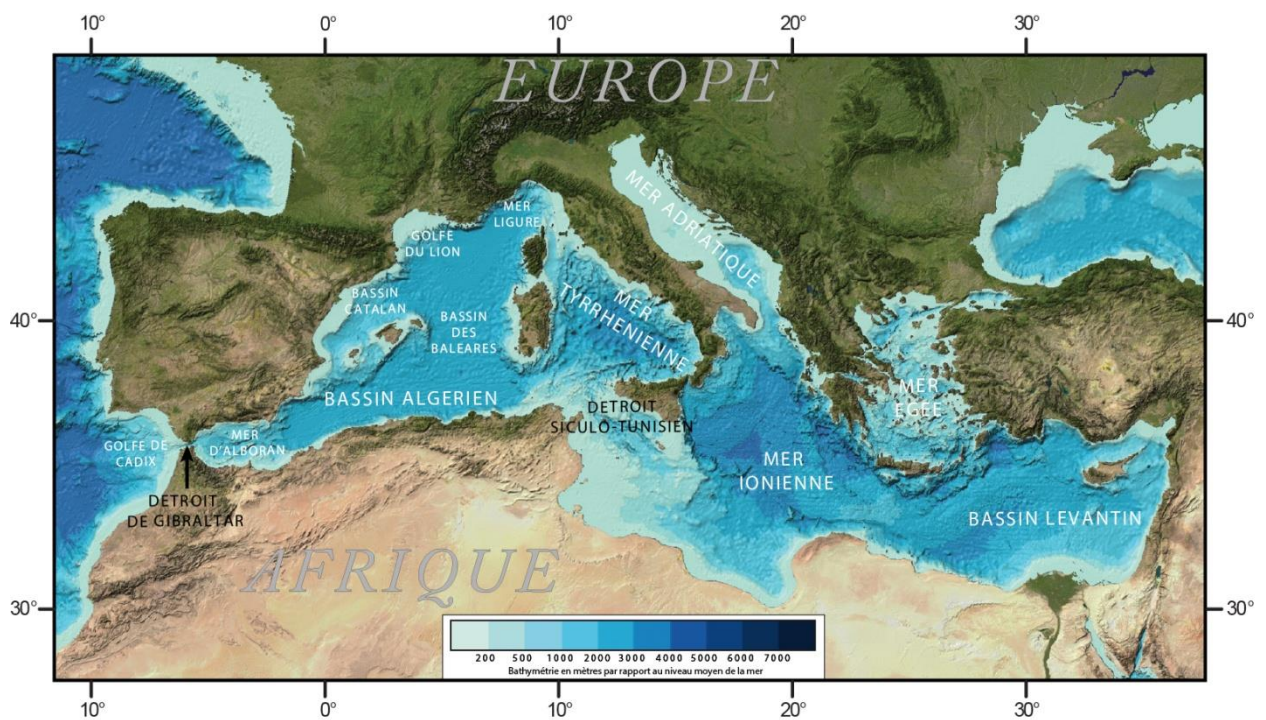 10° 0° 10° 20° 30°
EUROPE
MER
LIGURE
MER ADRIATIQUE
GOLFE
DU LION
BASSIN
CATALAN
MER
TYRRHENIENNE
40° 40°
BASSIN
DES
BALEARES
BASSIN ALGERIEN
MER
EGÉE
DETROIT
SICULO-TUNISIEN
GOLFE DE
CADIX
MER
D'ALBORAN
MER
IONIENNE
DETROIT
DE GIBRALTAR
BASSIN LEVANTIN
AFRIQUE
30° 30°
200 500 1000 2000 3000 4000 5000 6000 7000
Bathymétrie en mètres par rapport au niveau moyen de la mer
10° 0° 10° 20° 30°